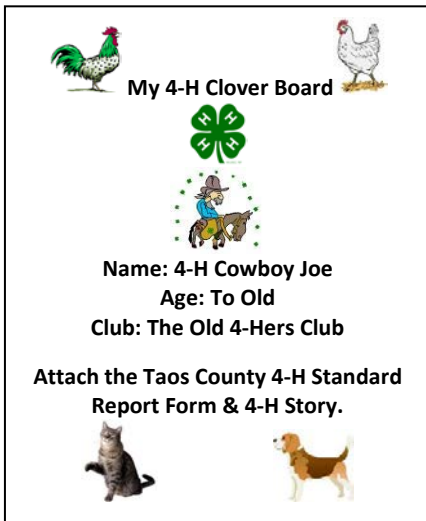 My 4-H Clover Board
H H
H H
Name: 4-H Cowboy Joe
Age: To Old
Club: The Old 4-Hers Club
Attach the Taos County 4-H Standard
Report Form & 4-H Story.